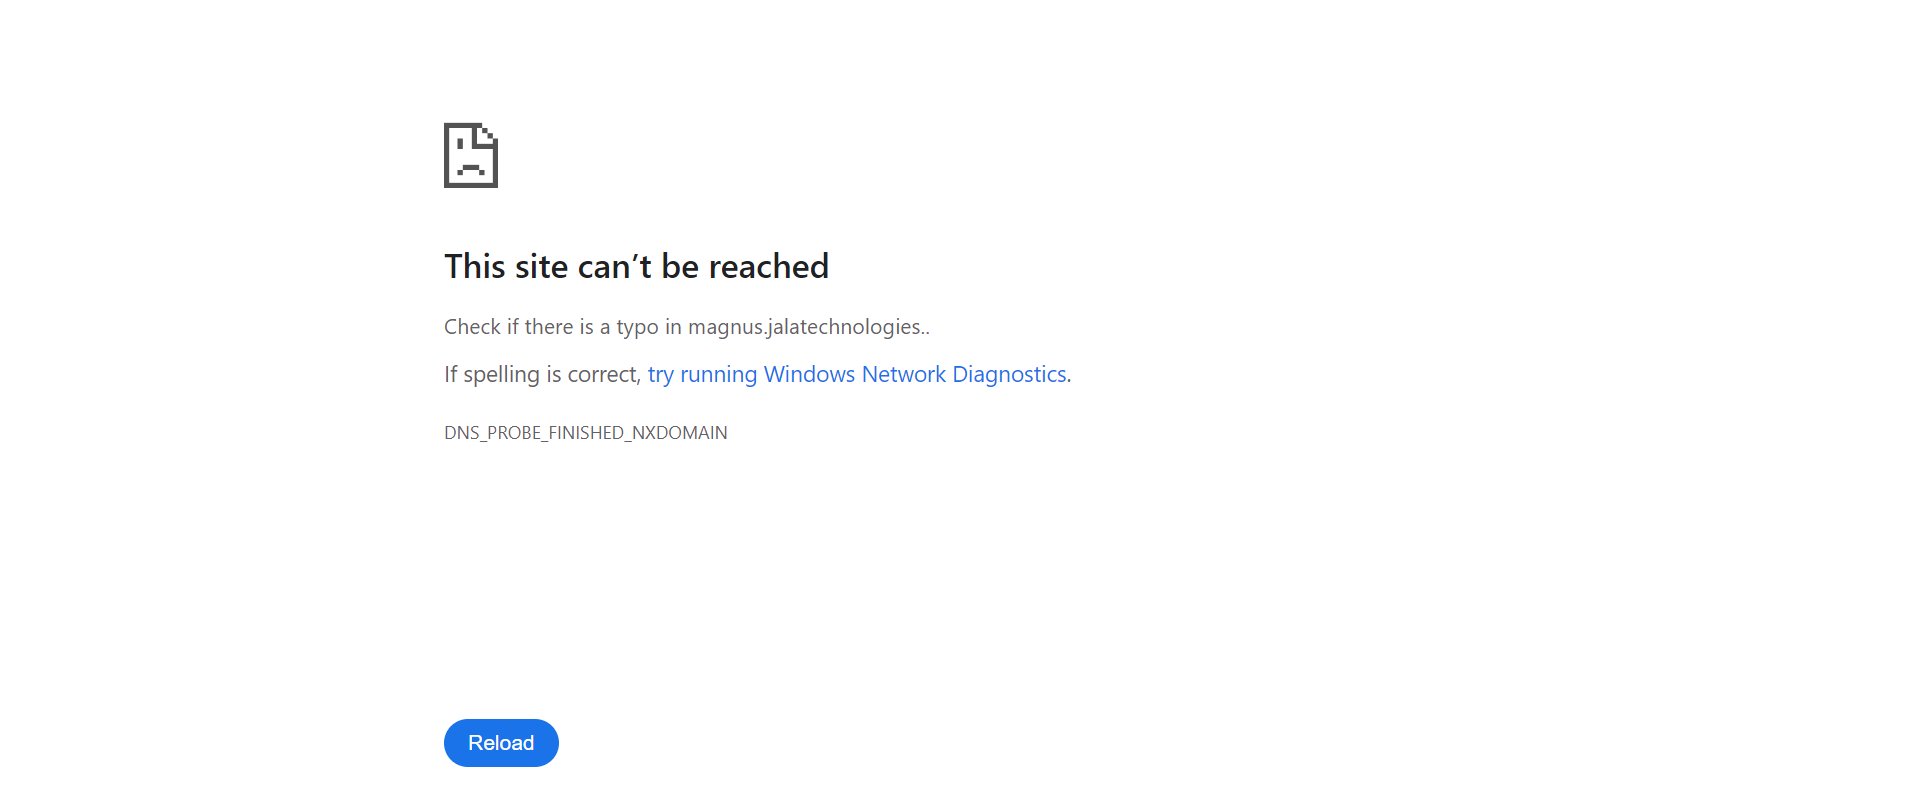 This site can’t be reached
Check if there is a typo in magnus.jalatechnologies..
If spelling is correct, try running Windows Network Diagnostics.
DNS_PROBE_FINISHED_NXDOMAIN
Reload